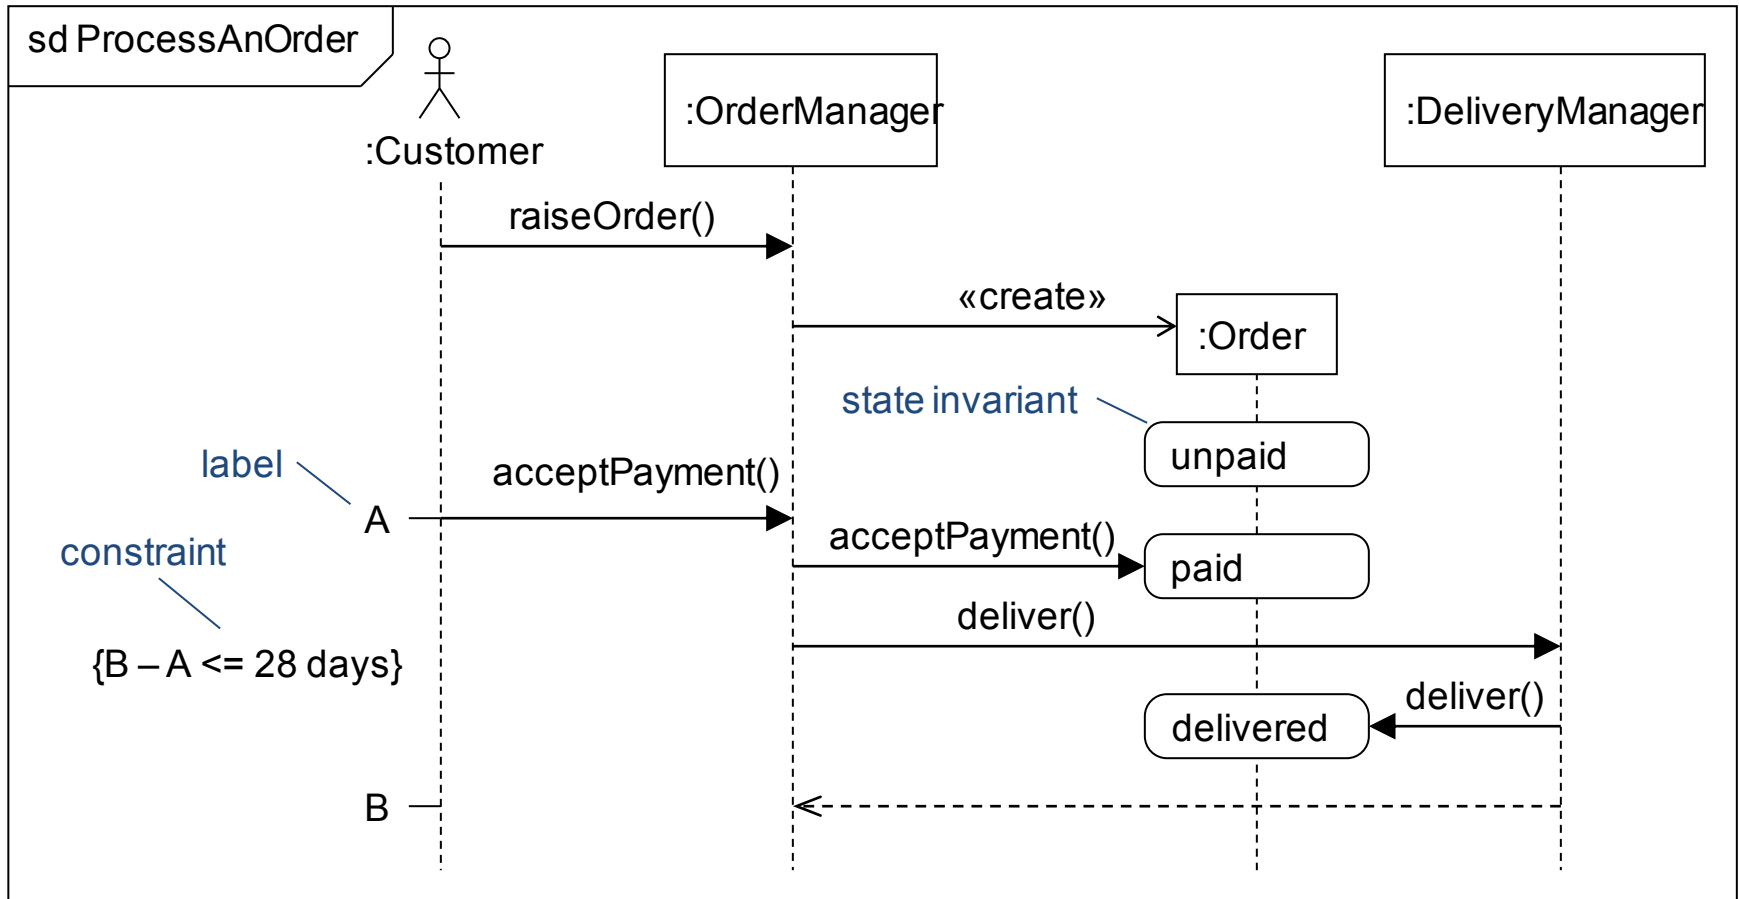 sd ProcessAnOrder
:Customer
:OrderManager
:DeliveryManager
raiseOrder()
«create»
:Order
state invariant
unpaid
label
acceptPayment()
A
constraint
acceptPayment()
paid
deliver()
{B – A <= 28 days}
deliver()
delivered
B